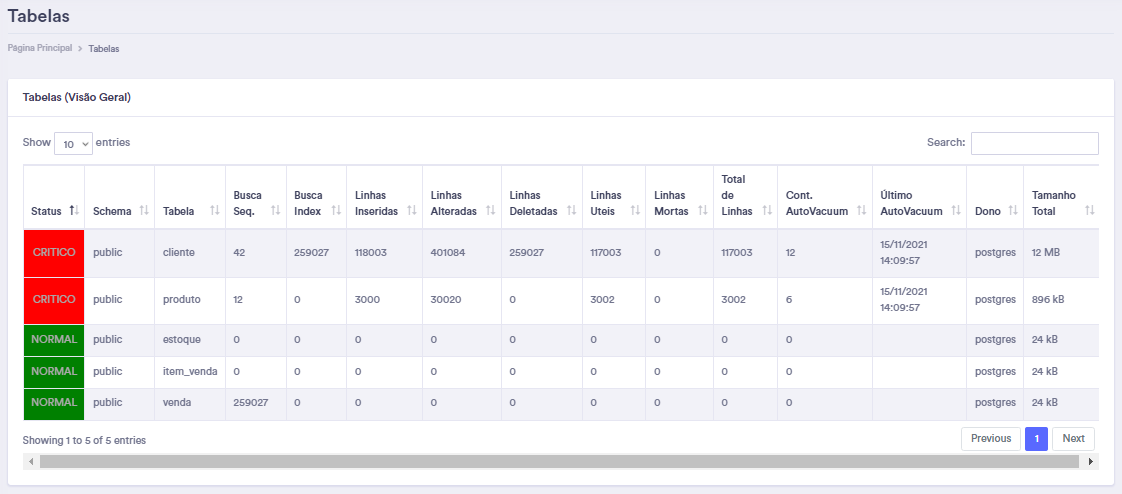 Tabelas
Página Principal > Tabelas
Tabelas (Visão Geral)
Show 10 entries
Search:
Status Schema Tabela Busca Seq. Busca Index Linhas Inseridas Linhas Alteradas Linhas Deletadas Linhas Uteis Linhas Mortas Total de Linhas Cont. AutoVacuum Último AutoVacuum Dono Tamanho Total
CRITICO public cliente 42 259027 118003 401084 259027 117003 0 117003 12 15/11/2021 14:09:57 postgres 12 MB
CRITICO public produto 12 0 3000 30020 0 3002 0 3002 6 15/11/2021 14:09:57 postgres 896 kB
NORMAL public estoque 0 0 0 0 0 0 0 0 0 postgres 24 kB
NORMAL public item_venda 0 0 0 0 0 0 0 0 0 postgres 24 kB
NORMAL public venda 259027 0 0 0 0 0 0 0 0 postgres 24 kB
Showing 1 to 5 of 5 entries
Previous 1 Next